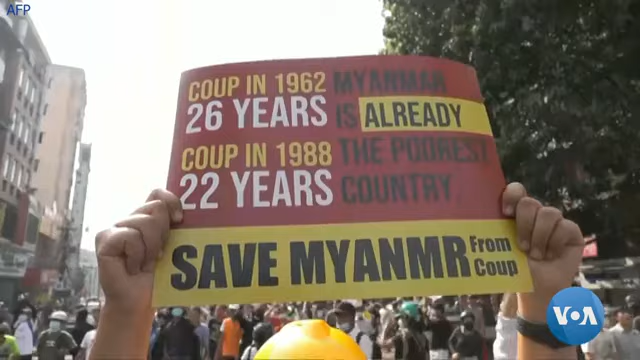 AFP
COUP IN 1962 MYANMAR
26 YEARS IS ALREADY
COUP IN 1988 THE POOREST
22 YEARS COUNTRY
SAVE MYANMR From Coup
VOA